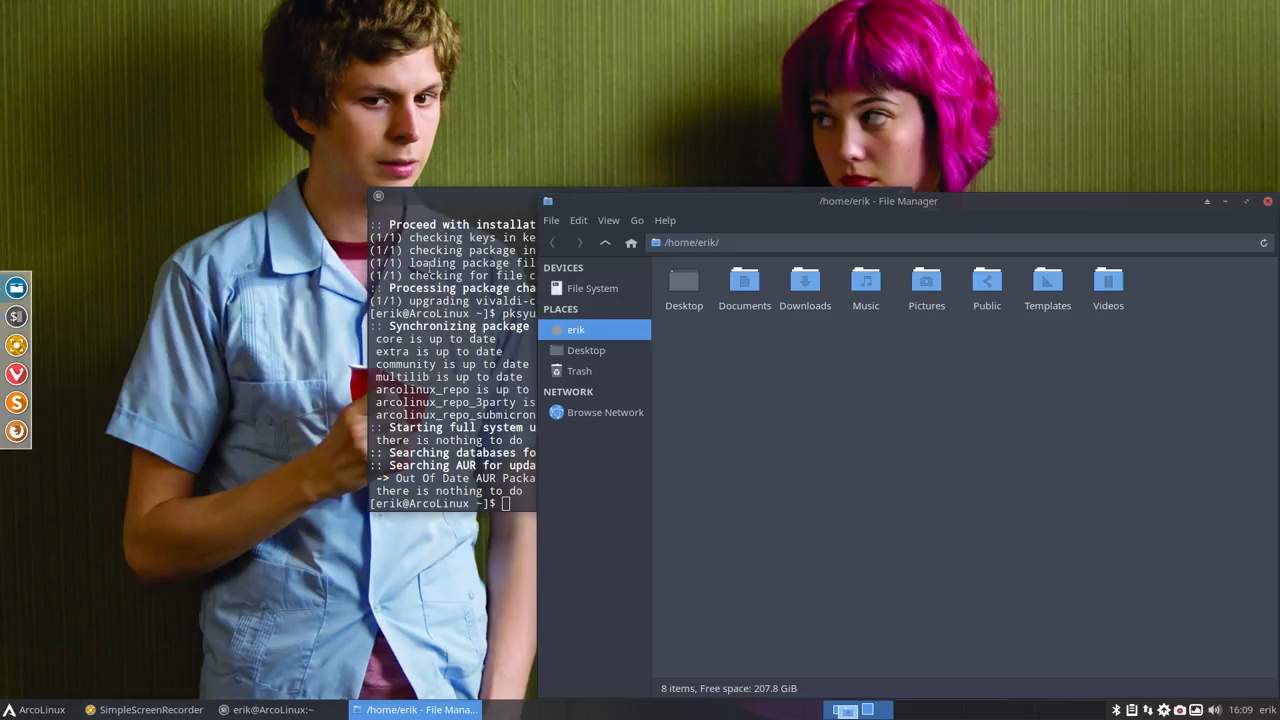 :: Proceed with installat
(1/1) checking keys in ke
(1/1) checking package in
(1/1) loading package fil
(1/1) checking for file c
:: Processing package cha
(1/1) upgrading vivaldi-c
[erik@ArcoLinux ~]$ pksyu
:: Synchronizing package
core is up to date
extra is up to date
community is up to date
multilib is up to date
arcolinux_repo is up to
arcolinux_repo_3party is
arcolinux_repo_submicron
:: Starting full system u
there is nothing to do
:: Searching databases fo
:: Searching AUR for upda
-> Out Of Date AUR Packa
there is nothing to do
[erik@ArcoLinux ~]$
/home/erik - File Manager
File Edit View Go Help
/home/erik/
DEVICES
File System
PLACES
erik
Desktop
Trash
NETWORK
Browse Network
Desktop Documents Downloads Music Pictures Public Templates Videos
8 items, Free space: 207.8 GiB
ArcoLinux SimpleScreenRecorder erik@ArcoLinux:~ /home/erik - File Mana... 16:09 erik